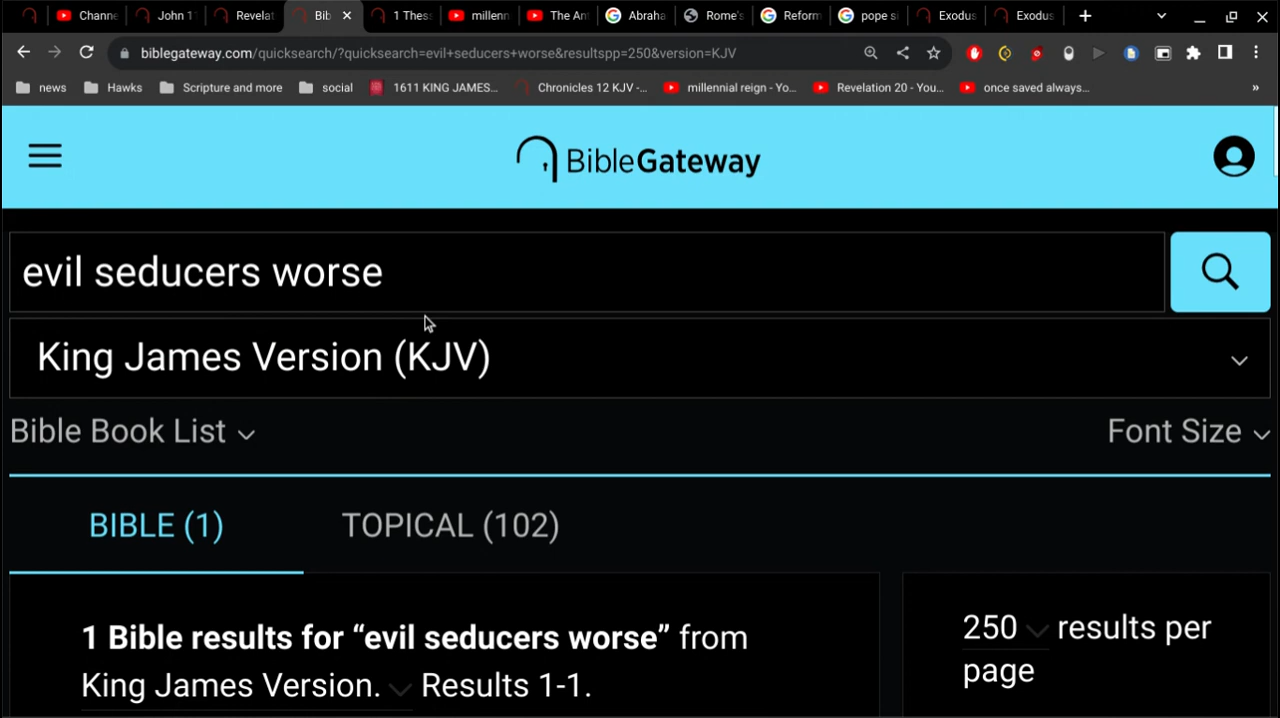 Channe
John 1
Revelat
Bib
1 Thess
millenn
The Ant
Abraha
Rome's
Reform
pope si
Exodus
Exodus
biblegateway.com/quicksearch/?quicksearch=evil+seducers+worse&resultspp=250&version=KJV
news
Hawks
Scripture and more
social
1611 KING JAMES...
Chronicles 12 KJV -...
millennial reign - Yo...
Revelation 20 - You...
once saved always...
»
BibleGateway
evil seducers worse
King James Version (KJV)
Bible Book List
Font Size
BIBLE (1)
TOPICAL (102)
1 Bible results for “evil seducers worse” from
King James Version. Results 1-1.
250 results per
page